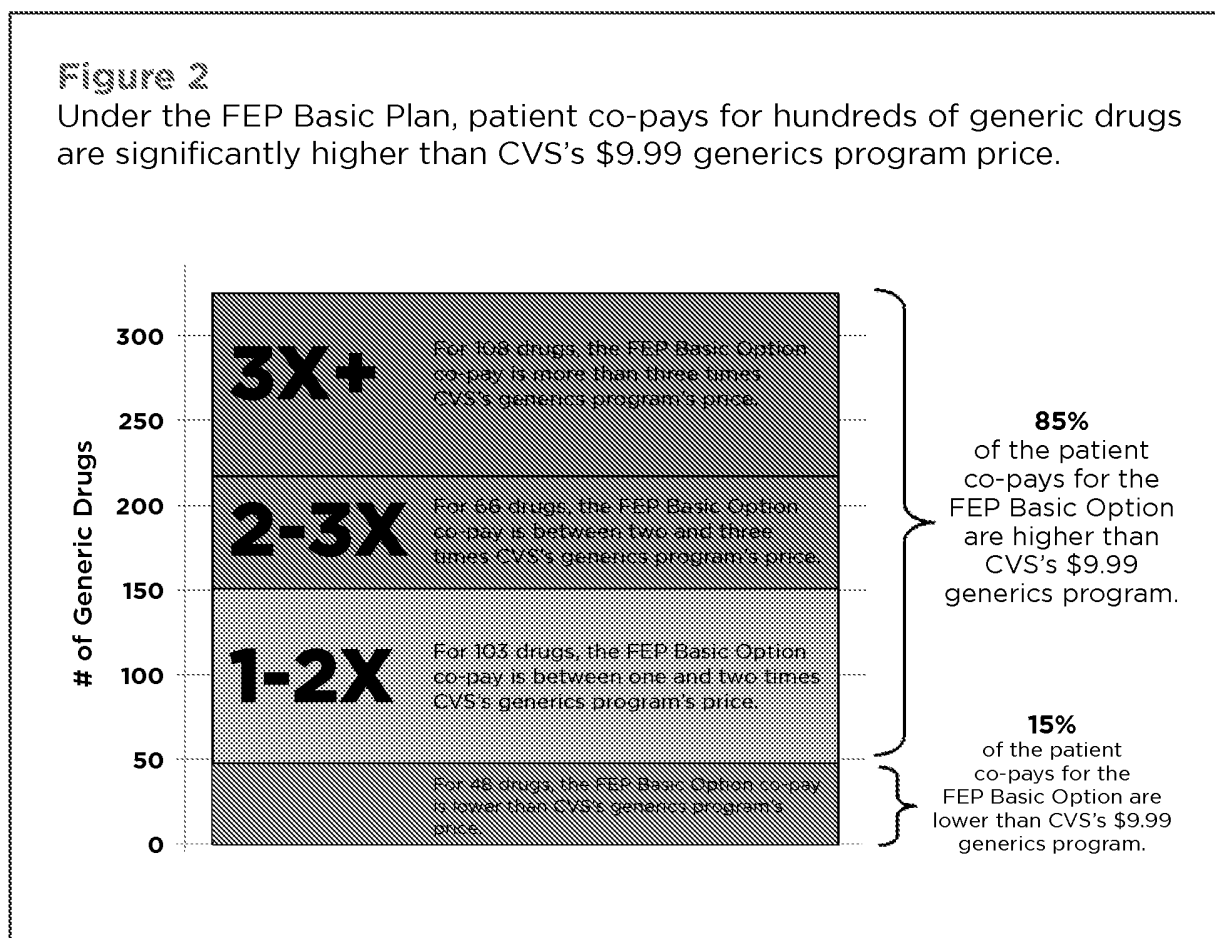 Figure 2
Under the FEP Basic Plan, patient co-pays for hundreds of generic drugs
are significantly higher than CVS's $9.99 generics program price.
# of Generic Drugs
300
250
200
150
100
50
0
3X+
For 108 drugs, the FEP Basic Option
co-pay is more than three times
CVS's generics program's price.
2-3X
For 66 drugs, the FEP Basic Option
co-pay is between two and three
times CVS's generics program's price.
1-2X
For 103 drugs, the FEP Basic Option
co-pay is between one and two times
CVS's generics program's price.
For 48 drugs, the FEP Basic Option co-pay
is lower than CVS's generics program's
price.
85%
of the patient
co-pays for the
FEP Basic Option
are higher than
CVS's $9.99
generics program.
15%
of the patient
co-pays for the
FEP Basic Option are
lower than CVS's $9.99
generics program.